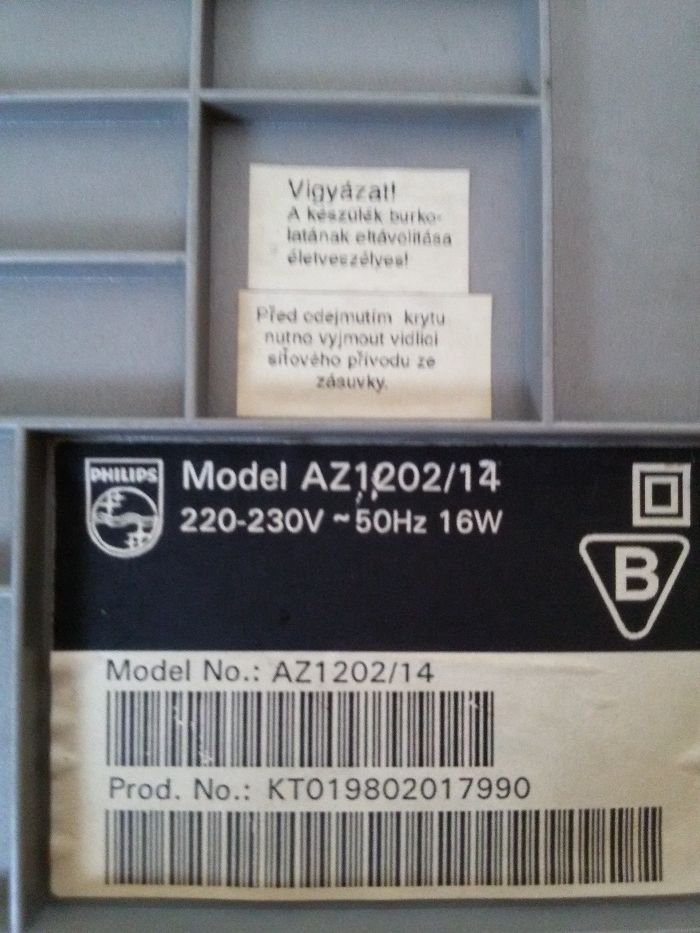 Vigyázat!
A készülék burko-
latának eltávolítása
életveszélyes!
Před odejmutím krytu
nutno vyjmout vidlici
síťového přívodu ze
zásuvky.
PHILIPS
Model AZ1202/14
220-230V ~ 50Hz 16W
B
Model No.: AZ1202/14
Prod. No.: KT019802017990